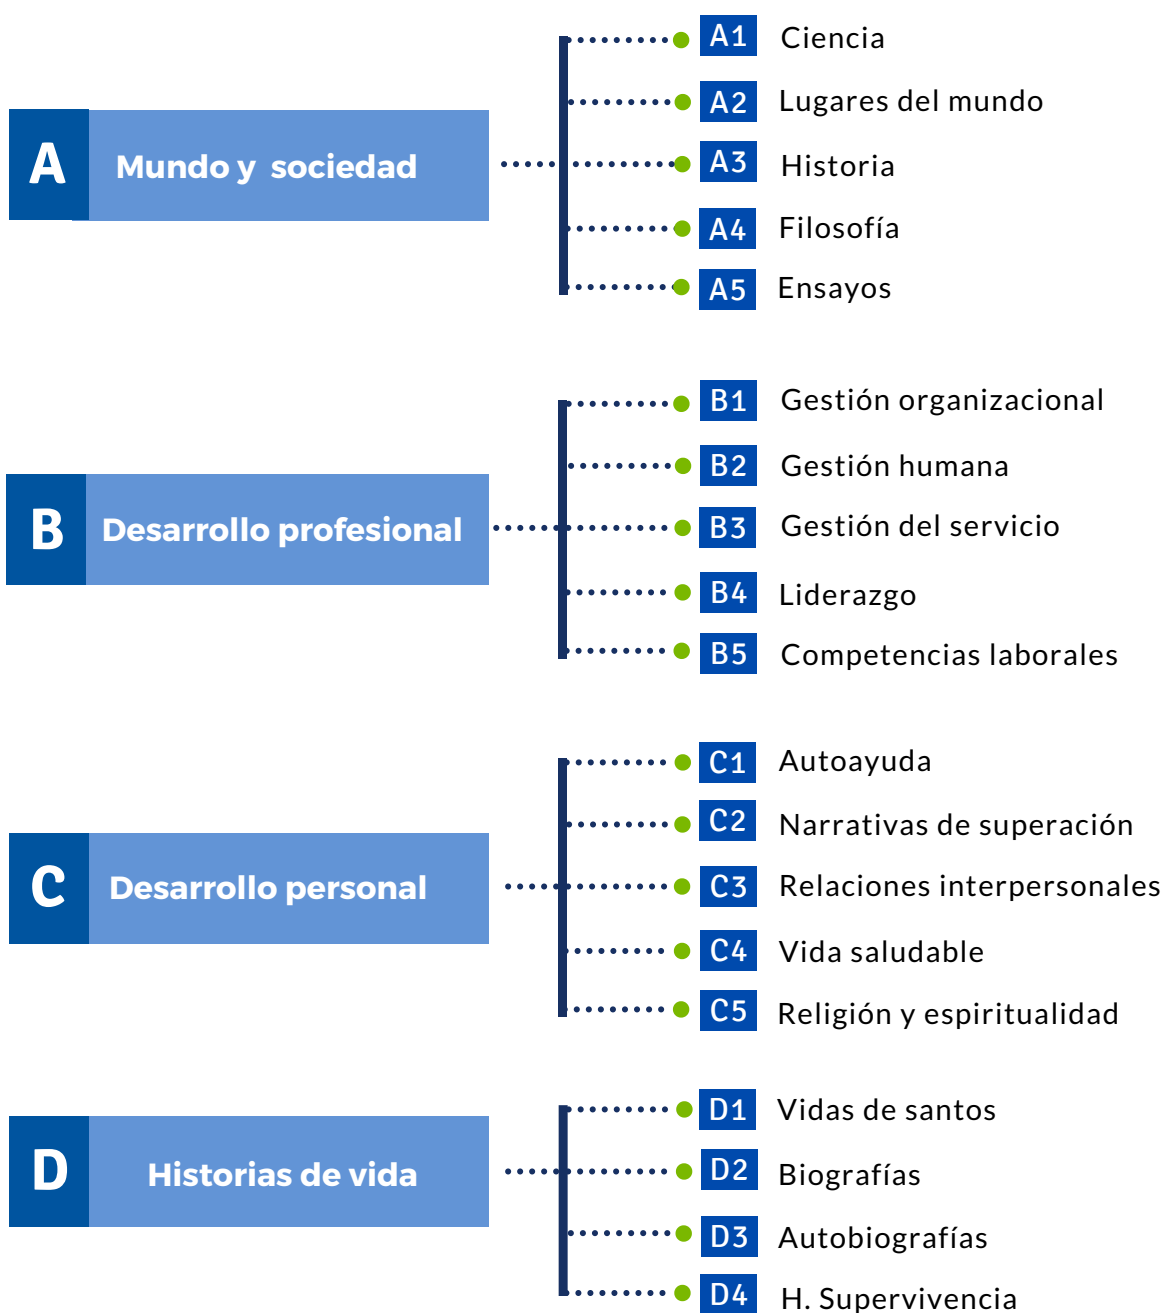 A Mundo y sociedad
A1 Ciencia
A2 Lugares del mundo
A3 Historia
A4 Filosofía
A5 Ensayos
B Desarrollo profesional
B1 Gestión organizacional
B2 Gestión humana
B3 Gestión del servicio
B4 Liderazgo
B5 Competencias laborales
C Desarrollo personal
C1 Autoayuda
C2 Narrativas de superación
C3 Relaciones interpersonales
C4 Vida saludable
C5 Religión y espiritualidad
D Historias de vida
D1 Vidas de santos
D2 Biografías
D3 Autobiografías
D4 H. Supervivencia